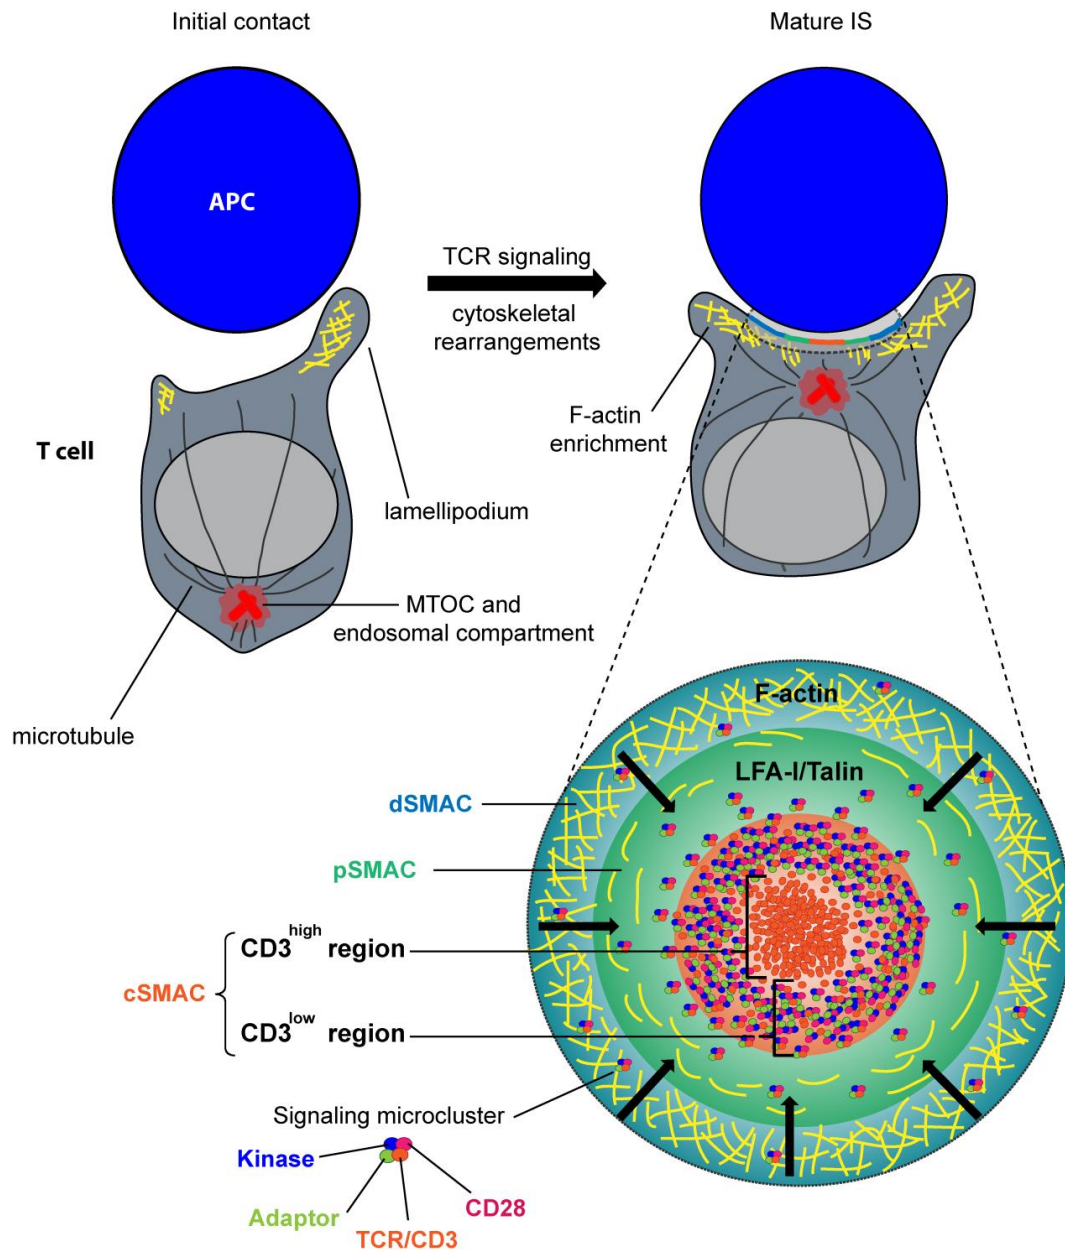 Initial contact
Mature IS
APC
TCR signaling
cytoskeletal
rearrangements
F-actin
enrichment
T cell
lamellipodium
MTOC and
endosomal compartment
microtubule
F-actin
LFA-I/Talin
dSMAC
pSMAC
CD3high region
cSMAC
CD3low region
Signaling microcluster
Kinase
Adaptor
CD28
TCR/CD3